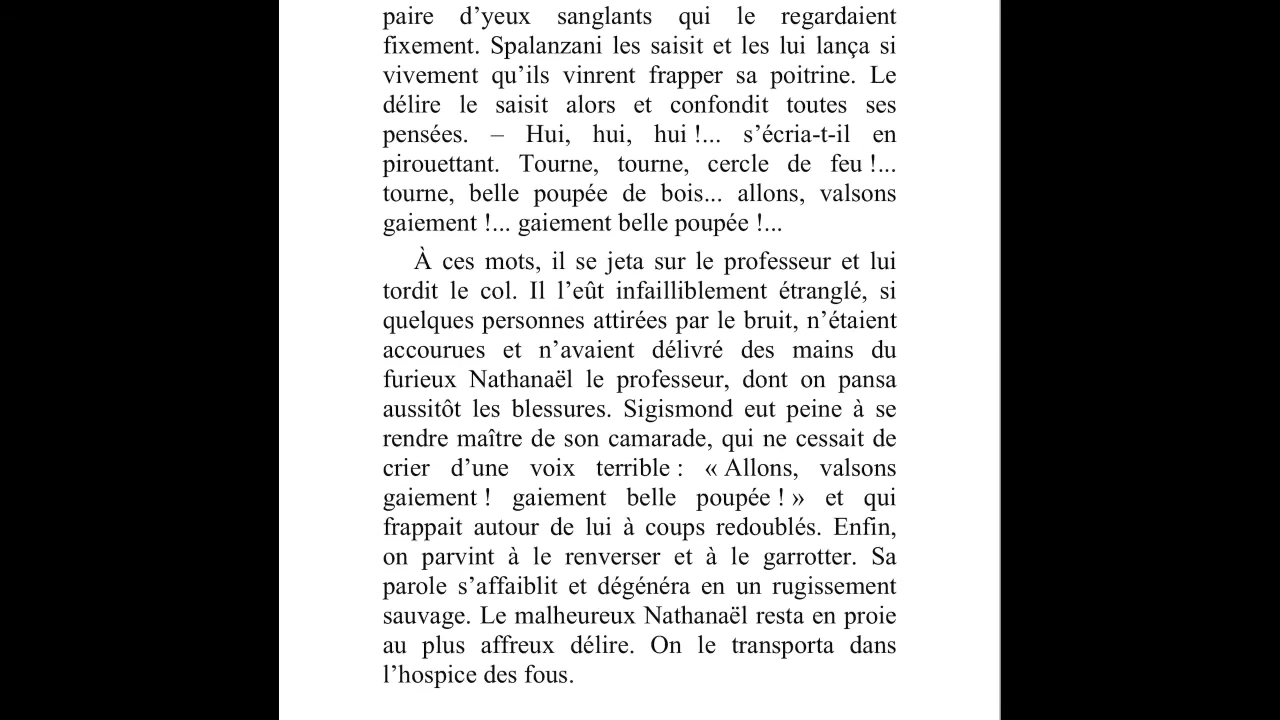 paire d’yeux sanglants qui le regardaient
fixement. Spalanzani les saisit et les lui lança si
vivement qu’ils vinrent frapper sa poitrine. Le
délire le saisit alors et confondit toutes ses
pensées. – Hui, hui, hui !... s’écria-t-il en
pirouettant. Tourne, tourne, cercle de feu !...
tourne, belle poupée de bois... allons, valsons
gaiement !... gaiement belle poupée !...
À ces mots, il se jeta sur le professeur et lui
tordit le col. Il l’eût infailliblement étranglé, si
quelques personnes attirées par le bruit, n’étaient
accourues et n’avaient délivré des mains du
furieux Nathanaël le professeur, dont on pansa
aussitôt les blessures. Sigismond eut peine à se
rendre maître de son camarade, qui ne cessait de
crier d’une voix terrible : « Allons, valsons
gaiement ! gaiement belle poupée ! » et qui
frappait autour de lui à coups redoublés. Enfin,
on parvint à le renverser et à le garrotter. Sa
parole s’affaiblit et dégénéra en un rugissement
sauvage. Le malheureux Nathanaël resta en proie
au plus affreux délire. On le transporta dans
l’hospice des fous.